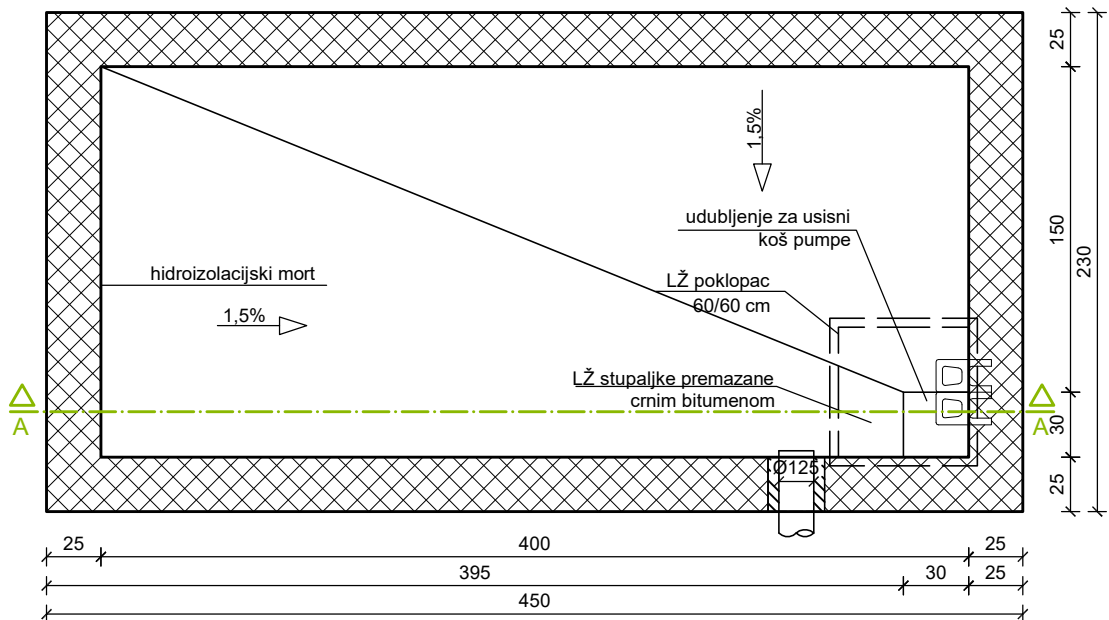 25
1,5%
udubljenje za usisni
koš pumpe
150
230
hidroizolacijski mort
LŽ poklopac
60/60 cm
1,5%
LŽ stupaljke premazane
crnim bitumenom
A
A
30
Ø125
25
25
400
25
395
30
25
450